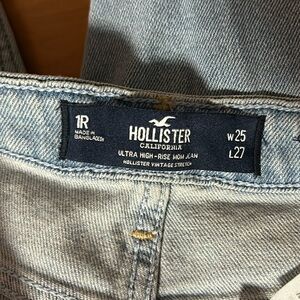 1R
MADE IN
BANGLADESH
HOLLISTER
CALIFORNIA
ULTRA HIGH-RISE MOM JEAN
HOLLISTER VINTAGE STRETCH
W25
L27